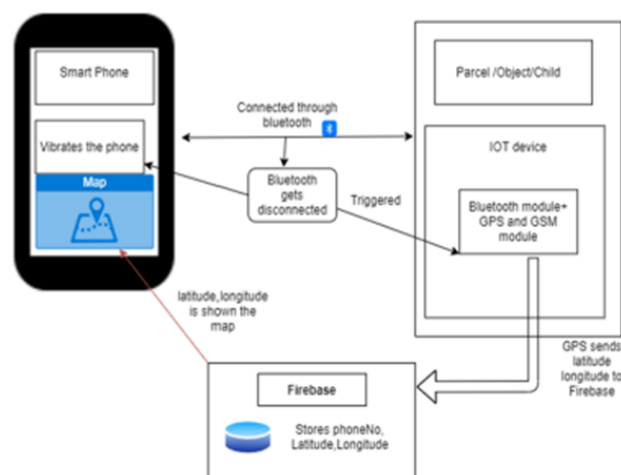 Smart Phone
Vibrates the phone
Map
Connected through
bluetooth
Bluetooth
gets
disconnected
Triggered
Parcel /Object/Child
IOT device
Bluetooth module+
GPS and GSM
module
latitude,longitude
is shown the
map
GPS sends
latitude
longitude to
Firebase
Firebase
Stores phoneNo,
Latitude,Longitude